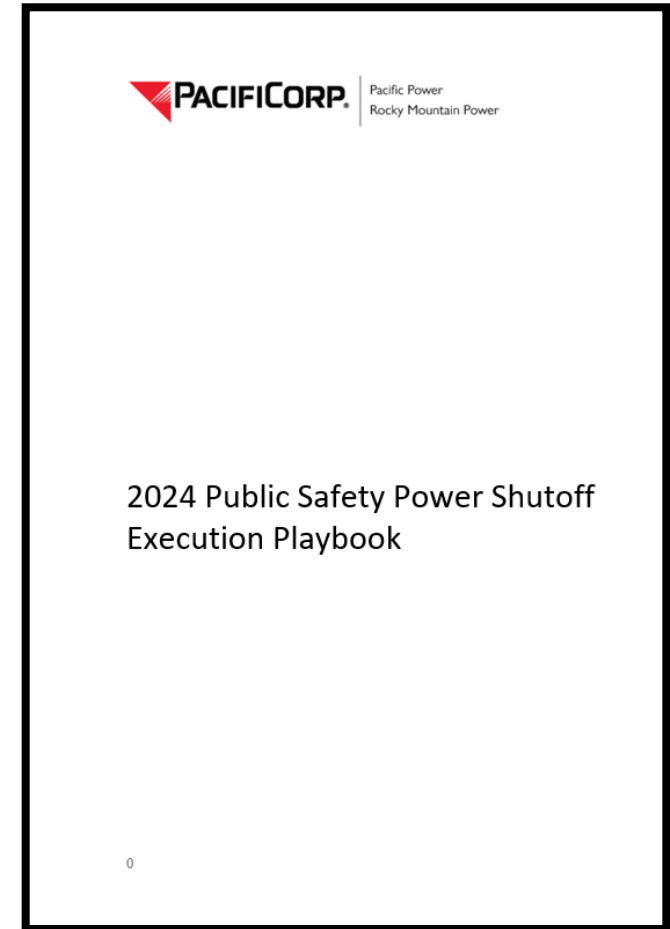 PACIFICORP.
Pacific Power
Rocky Mountain Power
2024 Public Safety Power Shutoff
Execution Playbook
0